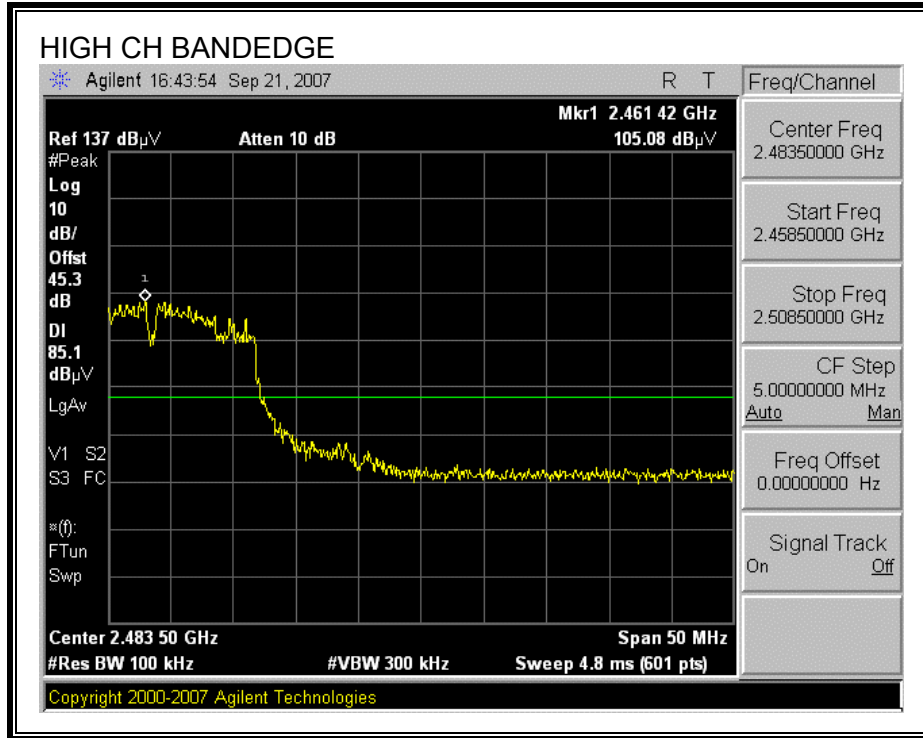 HIGH CH BANDEDGE
Agilent 16:43:54 Sep 21, 2007 R T
Freq/Channel
Mkr1 2.461 42 GHz
Ref 137 dBµV Atten 10 dB 105.08 dBµV
#Peak
Log
10
dB/
Offst
45.3
dB
DI
85.1
dBµV
LgAv
V1 S2
S3 FC
¤(f):
FTun
Swp
1
Center 2.483 50 GHz Span 50 MHz
#Res BW 100 kHz #VBW 300 kHz Sweep 4.8 ms (601 pts)
Copyright 2000-2007 Agilent Technologies
Center Freq
2.48350000 GHz
Start Freq
2.45850000 GHz
Stop Freq
2.50850000 GHz
CF Step
5.00000000 MHz
Auto Man
Freq Offset
0.00000000 Hz
Signal Track
On Off